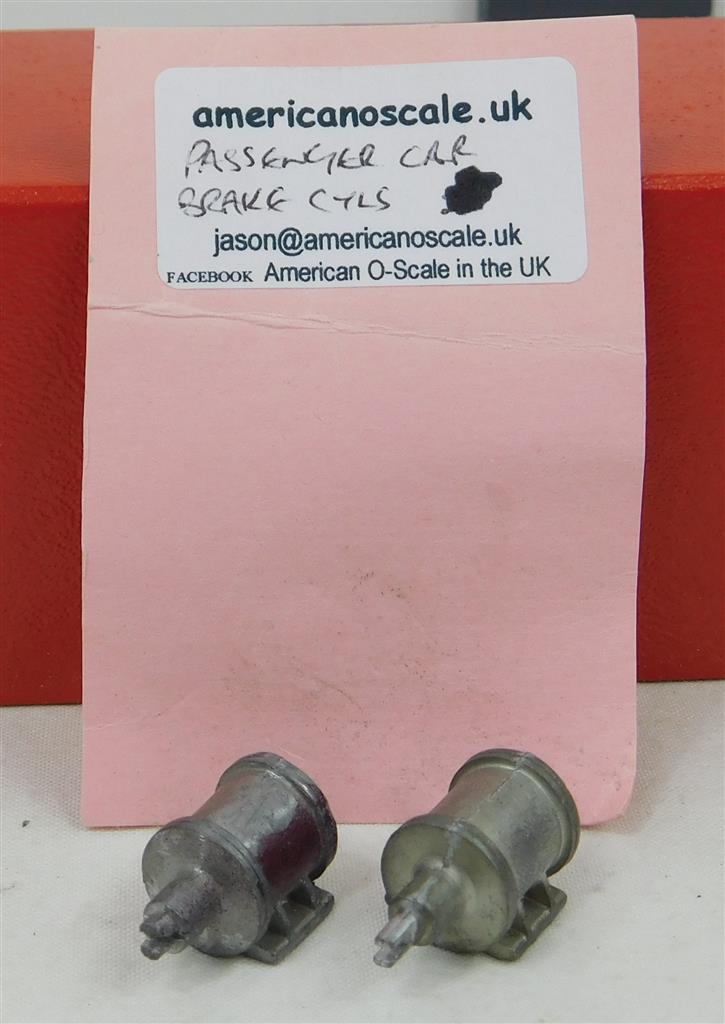 americanoscale.uk
PASSENGER CAR
BRAKE CYLS
jason@americanoscale.uk
FACEBOOK American O-Scale in the UK